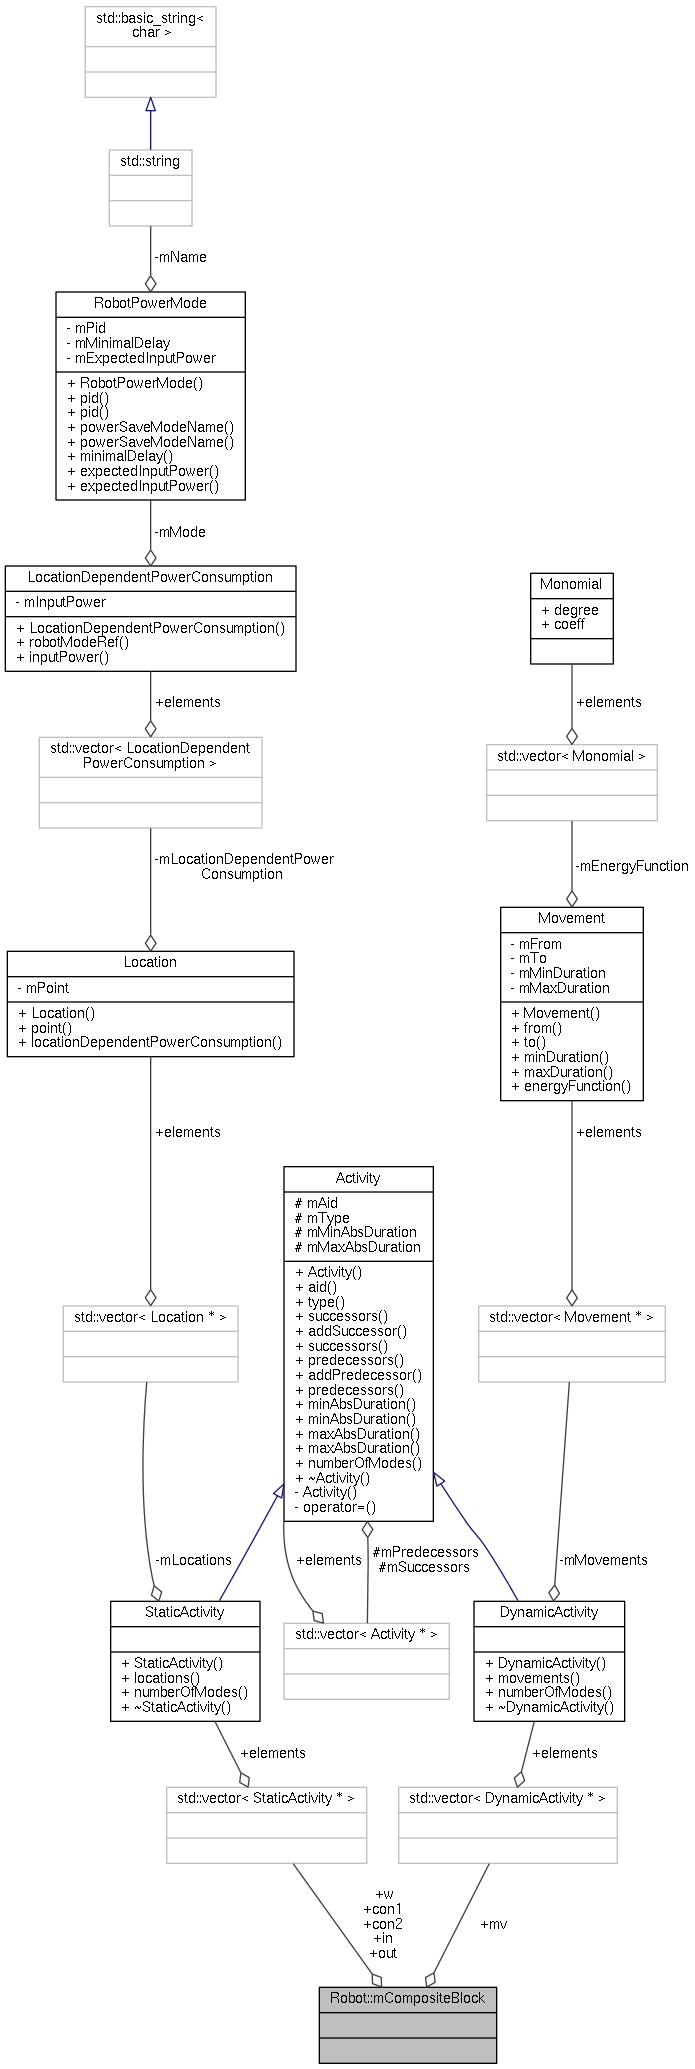 std::basic_string<
char >
std::string
-mName
RobotPowerMode
- mPid
- mMinimalDelay
- mExpectedInputPower
+ RobotPowerMode()
+ pid()
+ pid()
+ powerSaveModeName()
+ powerSaveModeName()
+ minimalDelay()
+ expectedInputPower()
+ expectedInputPower()
-mMode
LocationDependentPowerConsumption
- mInputPower
+ LocationDependentPowerConsumption()
+ robotModeRef()
+ inputPower()
+elements
std::vector< LocationDependent
PowerConsumption >
-mLocationDependentPower
Consumption
Location
- mPoint
+ Location()
+ point()
+ locationDependentPowerConsumption()
+elements
std::vector< Location * >
-mLocations
Monomial
+ degree
+ coeff
+elements
std::vector< Monomial >
-mEnergyFunction
Movement
- mFrom
- mTo
- mMinDuration
- mMaxDuration
+ Movement()
+ from()
+ to()
+ minDuration()
+ maxDuration()
+ energyFunction()
+elements
std::vector< Movement * >
-mMovements
Activity
# mAid
# mType
# mMinAbsDuration
# mMaxAbsDuration
+ Activity()
+ aid()
+ type()
+ successors()
+ addSuccessor()
+ successors()
+ predecessors()
+ addPredecessor()
+ predecessors()
+ minAbsDuration()
+ minAbsDuration()
+ maxAbsDuration()
+ maxAbsDuration()
+ numberOfModes()
+ ~Activity()
- Activity()
- operator=()
+elements
#mPredecessors
#mSuccessors
std::vector< Activity * >
StaticActivity
+ StaticActivity()
+ locations()
+ numberOfModes()
+ ~StaticActivity()
DynamicActivity
+ DynamicActivity()
+ movements()
+ numberOfModes()
+ ~DynamicActivity()
+elements
+elements
std::vector< StaticActivity * >
std::vector< DynamicActivity * >
+w
+con1
+con2
+in
+out
+mv
Robot::mCompositeBlock